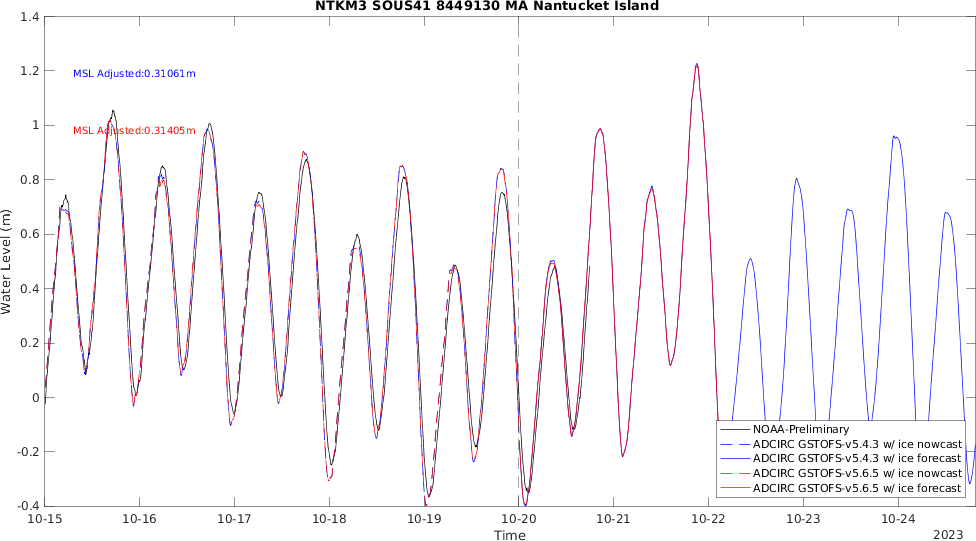 NTKM3 SOUS41 8449130 MA Nantucket Island
1.4
1.2
1
0.8
0.6
0.4
0.2
0
-0.2
-0.4
Water Level (m)
MSL Adjusted:0.31061m
MSL Adjusted:0.31405m
NOAA-Preliminary
ADCIRC GSTOFS-v5.4.3 w/ ice nowcast
ADCIRC GSTOFS-v5.4.3 w/ ice forecast
ADCIRC GSTOFS-v5.6.5 w/ ice nowcast
ADCIRC GSTOFS-v5.6.5 w/ ice forecast
10-15 10-16 10-17 10-18 10-19 10-20 10-21 10-22 10-23 10-24
Time
2023